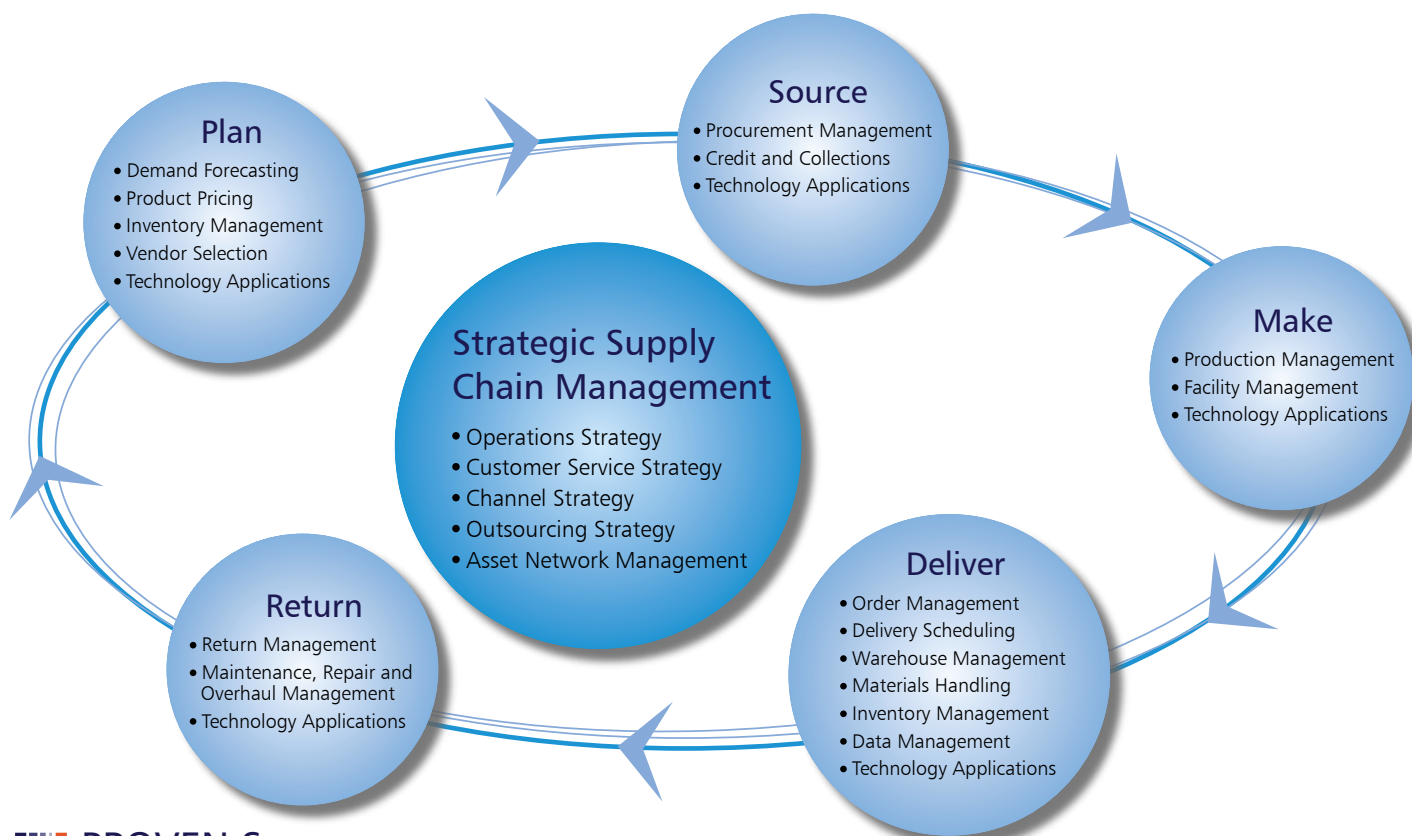 Plan
• Demand Forecasting
• Product Pricing
• Inventory Management
• Vendor Selection
• Technology Applications
Source
• Procurement Management
• Credit and Collections
• Technology Applications
Make
• Production Management
• Facility Management
• Technology Applications
Strategic Supply
Chain Management
• Operations Strategy
• Customer Service Strategy
• Channel Strategy
• Outsourcing Strategy
• Asset Network Management
Deliver
• Order Management
• Delivery Scheduling
• Warehouse Management
• Materials Handling
• Inventory Management
• Data Management
• Technology Applications
Return
• Return Management
• Maintenance, Repair and
Overhaul Management
• Technology Applications
PROVEN